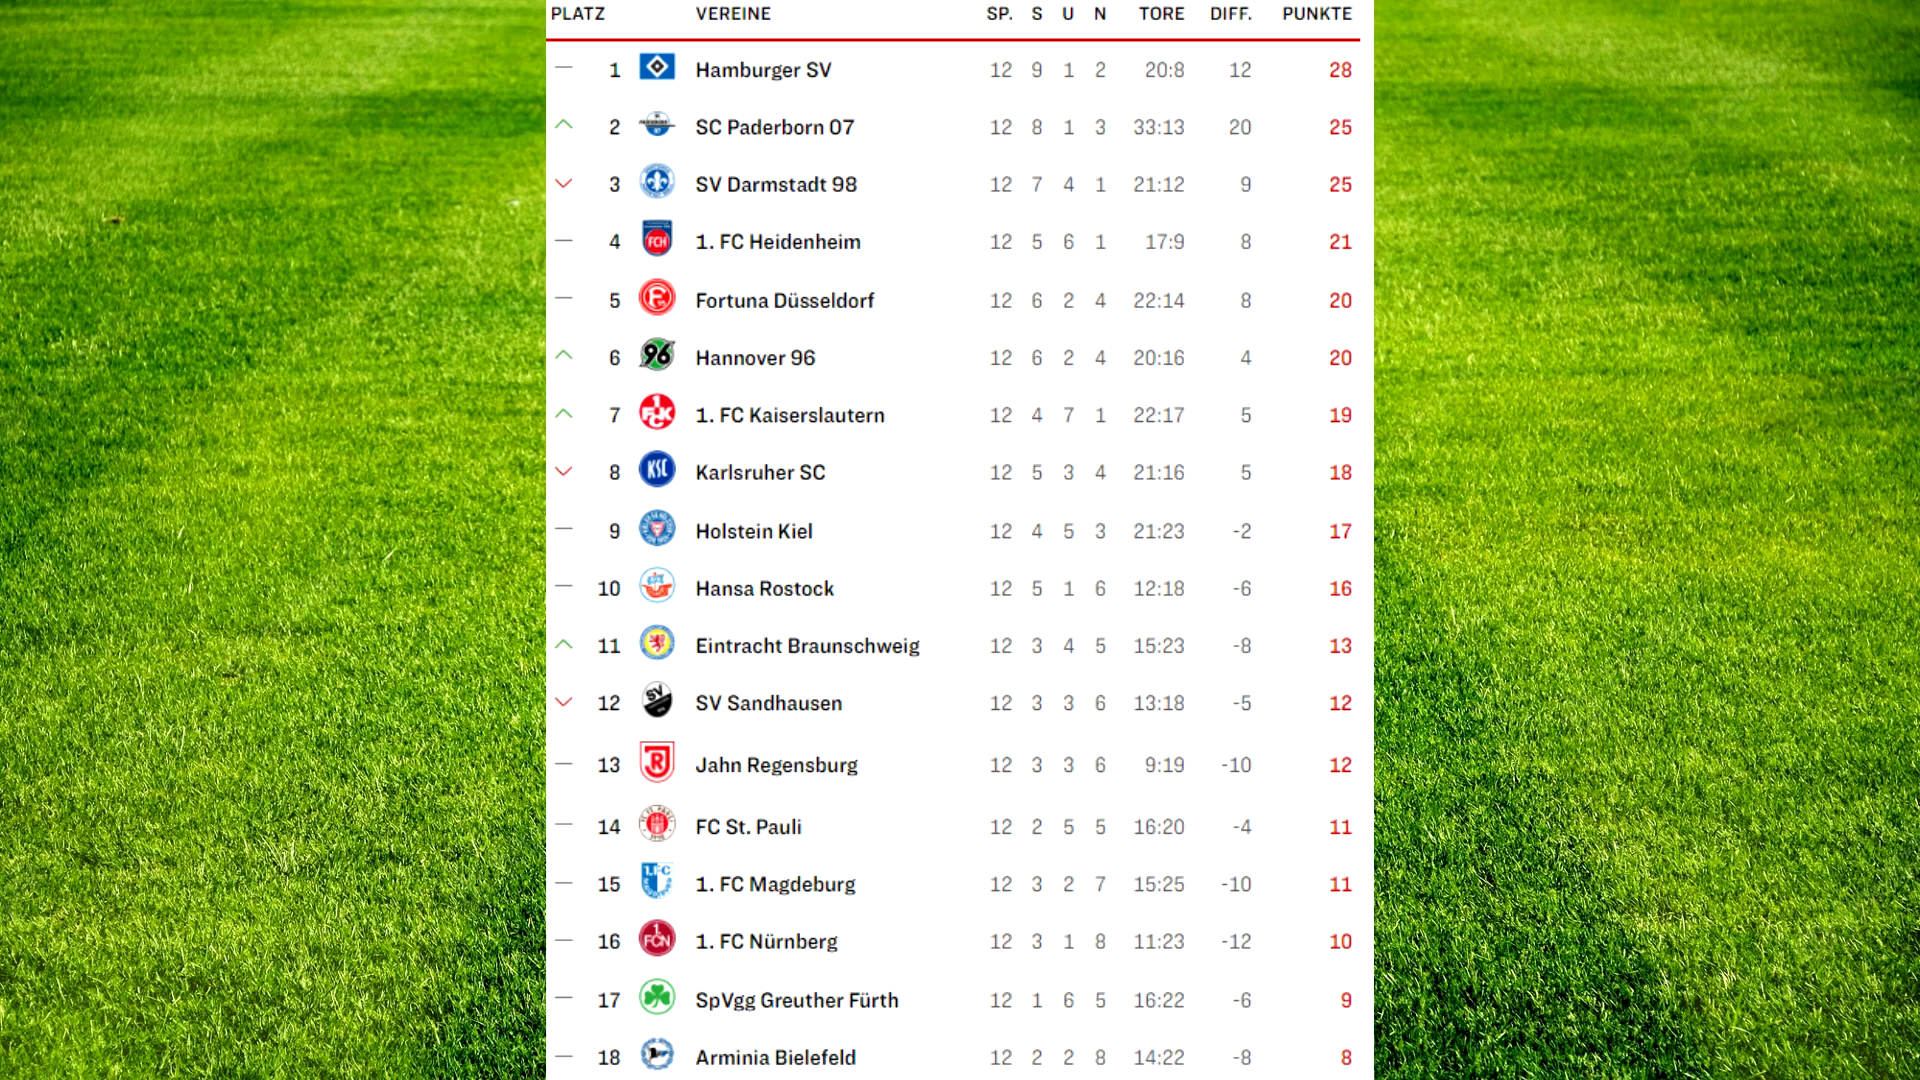 PLATZ VEREINE SP. S U N TORE DIFF. PUNKTE
1 Hamburger SV 12 9 1 2 20:8 12 28
2 SC Paderborn 07 12 8 1 3 33:13 20 25
3 SV Darmstadt 98 12 7 4 1 21:12 9 25
4 FCH 1. FC Heidenheim 12 5 6 1 17:9 8 21
5 Fortuna Düsseldorf 12 6 2 4 22:14 8 20
6 96 Hannover 96 12 6 2 4 20:16 4 20
7 1. FC Kaiserslautern 12 4 7 1 22:17 5 19
8 KSC Karlsruher SC 12 5 3 4 21:16 5 18
9 Holstein Kiel 12 4 5 3 21:23 -2 17
10 Hansa Rostock 12 5 1 6 12:18 -6 16
11 Eintracht Braunschweig 12 3 4 5 15:23 -8 13
12 SV SV Sandhausen 12 3 3 6 13:18 -5 12
13 Jahn Regensburg 12 3 3 6 9:19 -10 12
14 FC St. Pauli 12 2 5 5 16:20 -4 11
15 1.FC 1. FC Magdeburg 12 3 2 7 15:25 -10 11
16 1. FCN 1. FC Nürnberg 12 3 1 8 11:23 -12 10
17 SpVgg Greuther Fürth 12 1 6 5 16:22 -6 9
18 Arminia Bielefeld 12 2 2 8 14:22 -8 8